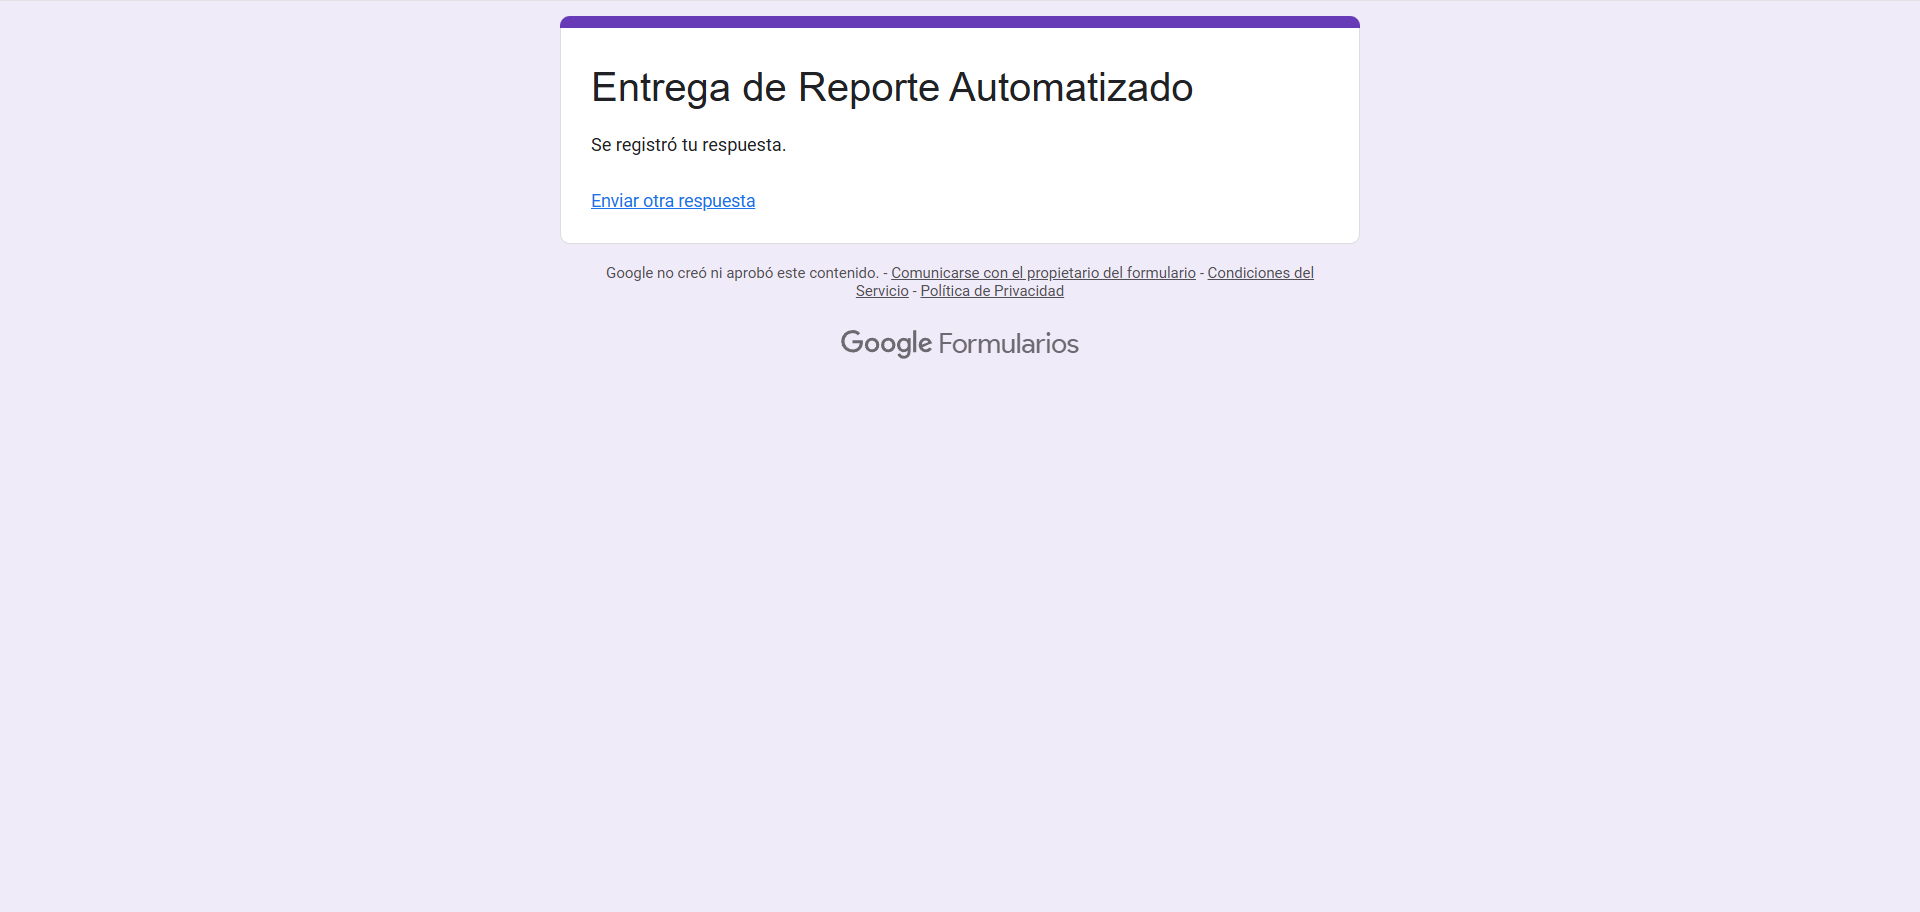 Entrega de Reporte Automatizado
Se registró tu respuesta.
Enviar otra respuesta
Google no creó ni aprobó este contenido. - Comunicarse con el propietario del formulario - Condiciones del
Servicio - Política de Privacidad
Google Formularios